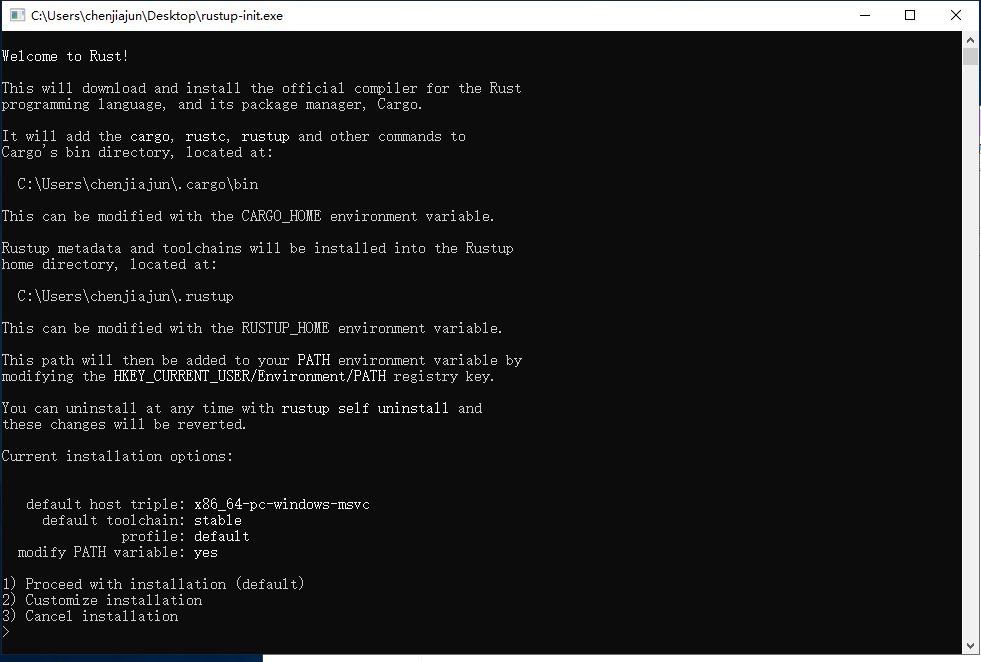 C:\Users\chenjiajun\Desktop\rustup-init.exe
Welcome to Rust!
This will download and install the official compiler for the Rust
programming language, and its package manager, Cargo.
It will add the cargo, rustc, rustup and other commands to
Cargo's bin directory, located at:
C:\Users\chenjiajun\.cargo\bin
This can be modified with the CARGO_HOME environment variable.
Rustup metadata and toolchains will be installed into the Rustup
home directory, located at:
C:\Users\chenjiajun\.rustup
This can be modified with the RUSTUP_HOME environment variable.
This path will then be added to your PATH environment variable by
modifying the HKEY_CURRENT_USER/Environment/PATH registry key.
You can uninstall at any time with rustup self uninstall and
these changes will be reverted.
Current installation options:
default host triple: x86_64-pc-windows-msvc
default toolchain: stable
profile: default
modify PATH variable: yes
1) Proceed with installation (default)
2) Customize installation
3) Cancel installation
>